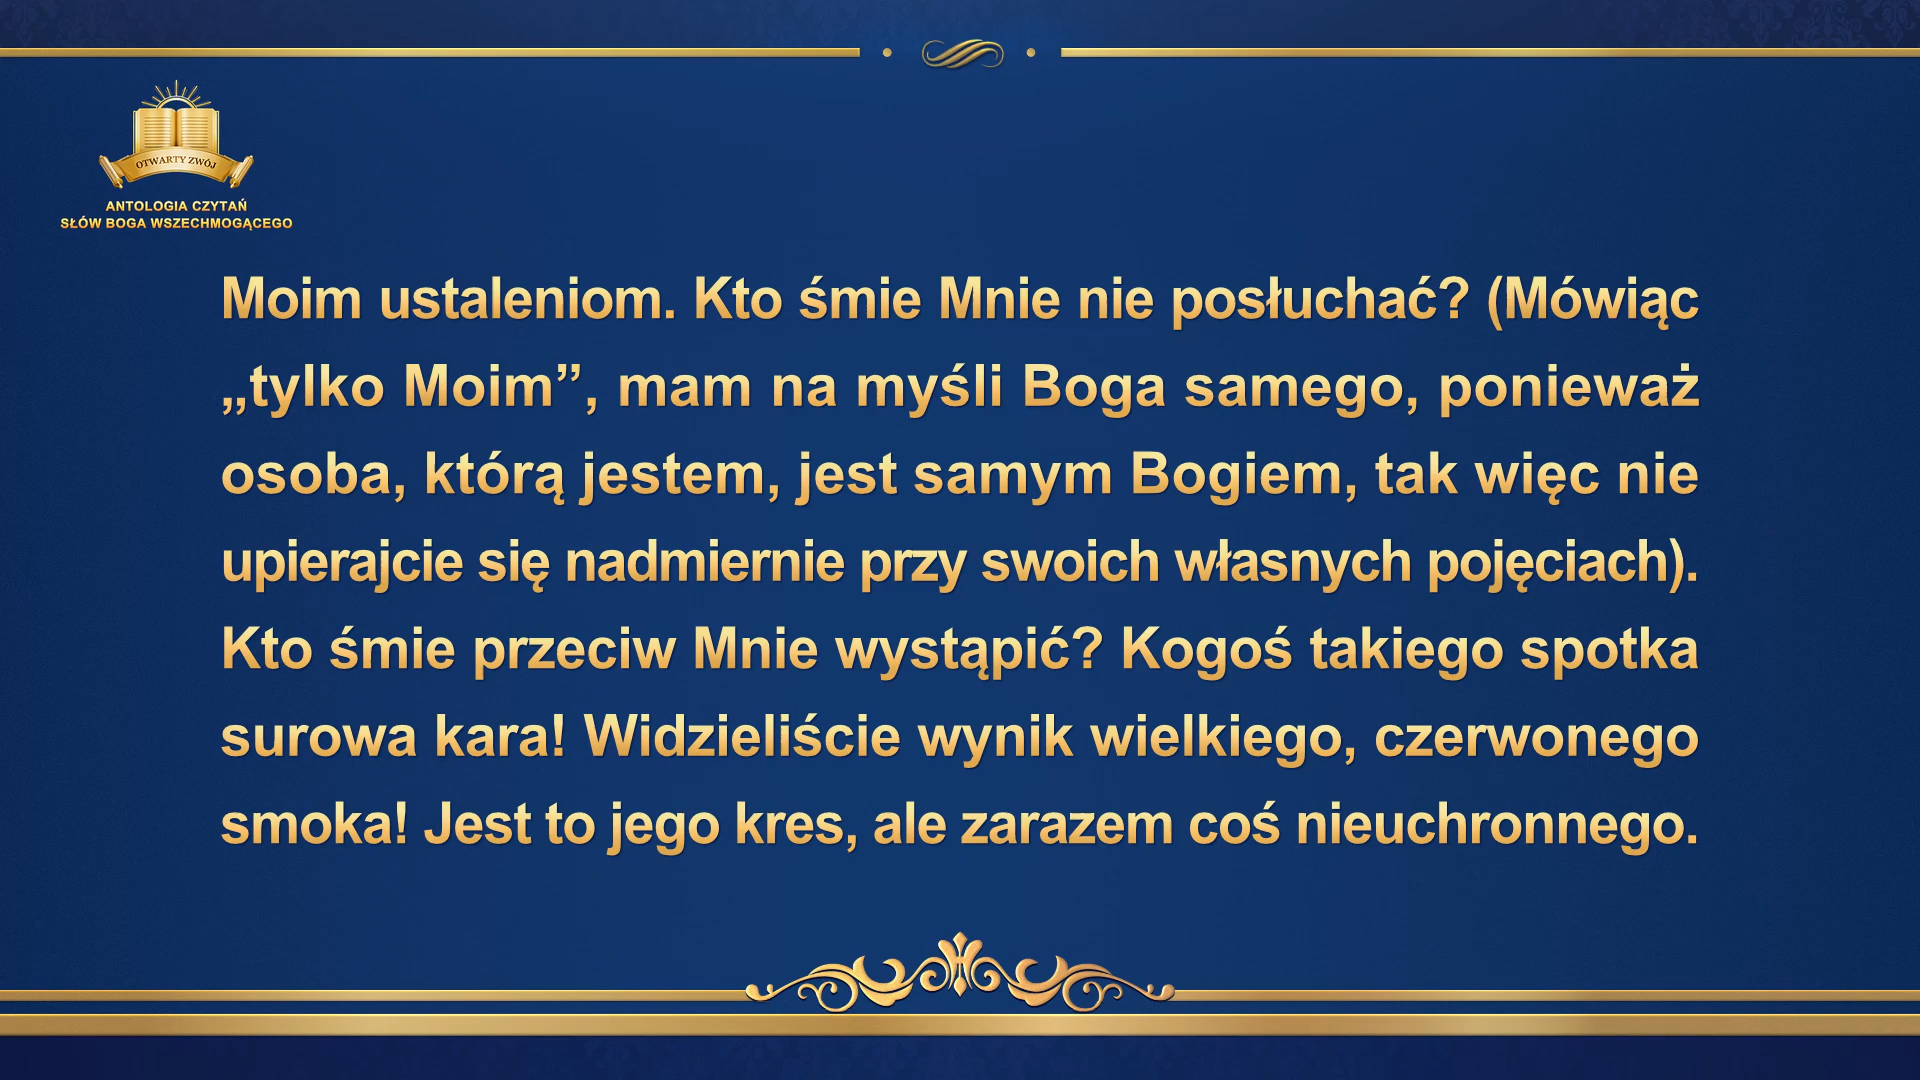 OTWARTY ZWÓJ
ANTOLOGIA CZYTAŃ
SŁÓW BOGA WSZECHMOGĄCEGO
Moim ustaleniom. Kto śmie Mnie nie posłuchać? (Mówiąc
„tylko Moim”, mam na myśli Boga samego, ponieważ
osoba, którą jestem, jest samym Bogiem, tak więc nie
upierajcie się nadmiernie przy swoich własnych pojęciach).
Kto śmie przeciw Mnie wystąpić? Kogoś takiego spotka
surowa kara! Widzieliście wynik wielkiego, czerwonego
smoka! Jest to jego kres, ale zarazem coś nieuchronnego.